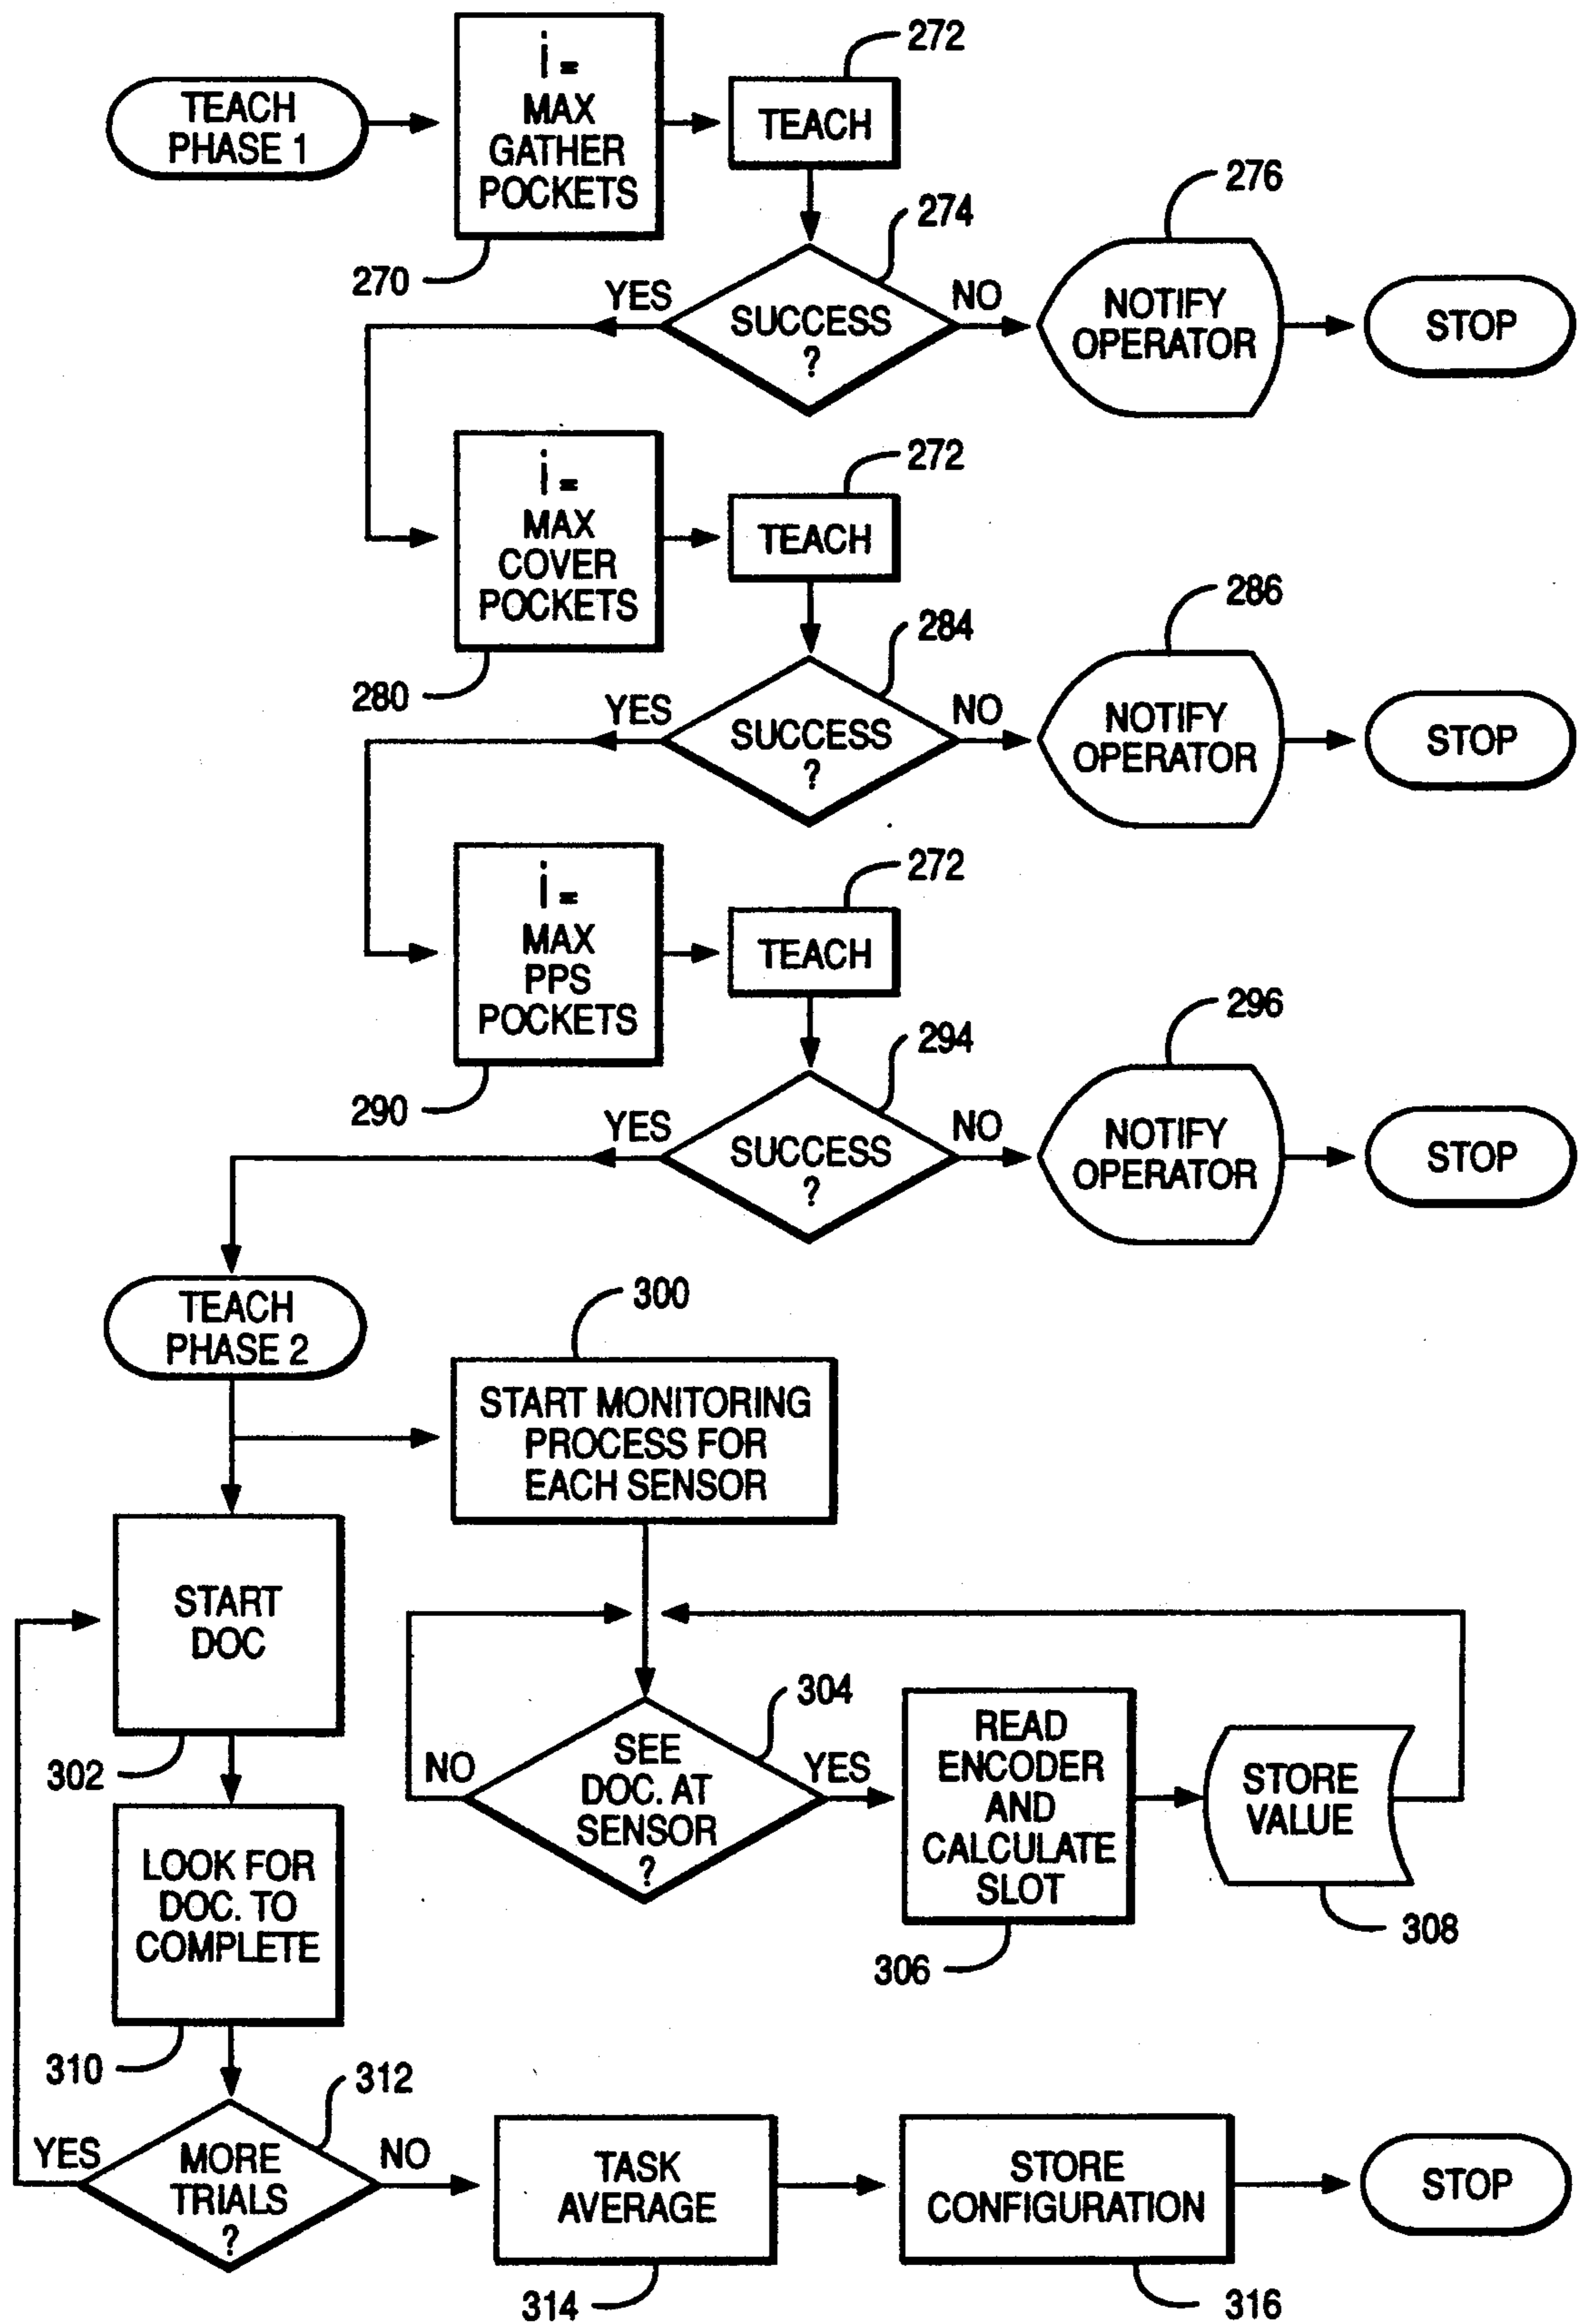 272
i =
MAX
GATHER
POCKETS
TEACH
PHASE 1
TEACH
270
274
276
YES
NO
SUCCESS
?
NOTIFY
OPERATOR
STOP
272
i =
MAX
COVER
POCKETS
TEACH
280
284
286
YES
NO
SUCCESS
?
NOTIFY
OPERATOR
STOP
272
i =
MAX
PPS
POCKETS
TEACH
290
294
296
YES
NO
SUCCESS
?
NOTIFY
OPERATOR
STOP
TEACH
PHASE 2
300
START MONITORING
PROCESS FOR
EACH SENSOR
START
DOC
302
304
NO
SEE
DOC. AT
SENSOR
?
YES
READ
ENCODER
AND
CALCULATE
SLOT
306
STORE
VALUE
308
LOOK FOR
DOC. TO
COMPLETE
310
312
YES
MORE
TRIALS
?
NO
TASK
AVERAGE
314
STORE
CONFIGURATION
316
STOP